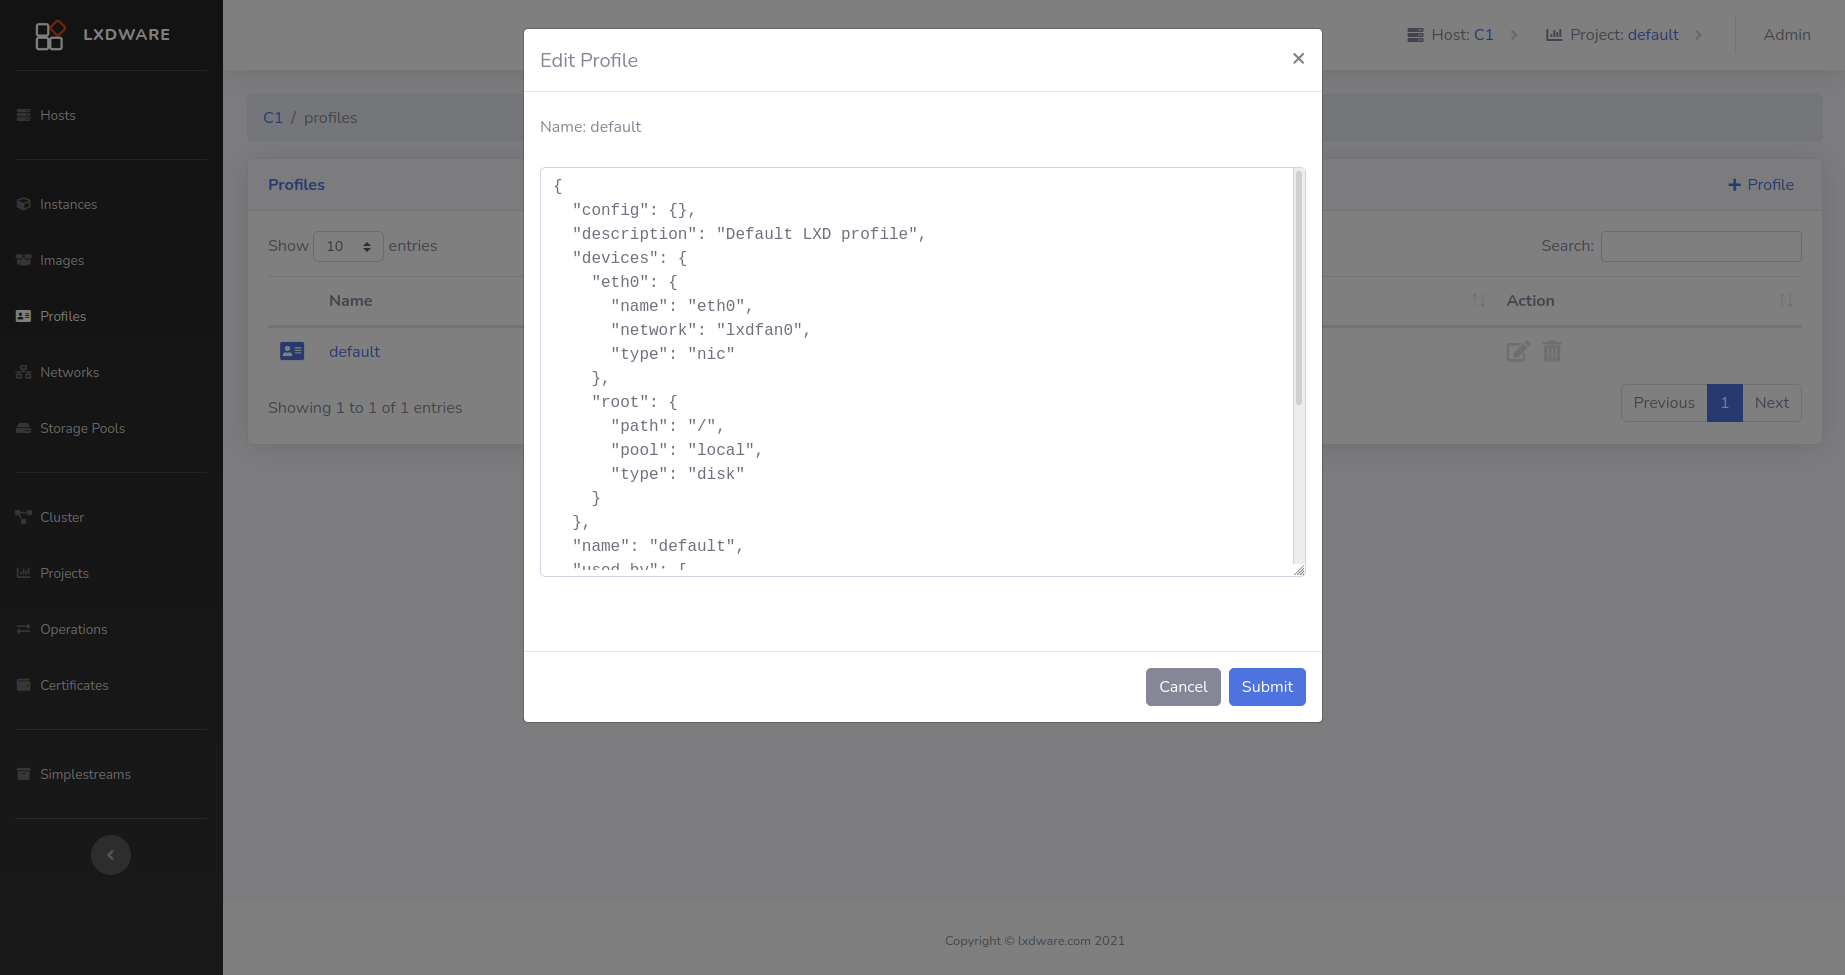 LXDWARE
Hosts
Instances
Images
Profiles
Networks
Storage Pools
Cluster
Projects
Operations
Certificates
Simplestreams
Host: C1
Project: default
Admin
C1 / profiles
Profiles
+ Profile
Show 10 entries
Search:
Name
Action
default
Showing 1 to 1 of 1 entries
Previous 1 Next
Edit Profile
×
Name: default
{
  "config": {},
  "description": "Default LXD profile",
  "devices": {
    "eth0": {
      "name": "eth0",
      "network": "lxdfan0",
      "type": "nic"
    },
    "root": {
      "path": "/",
      "pool": "local",
      "type": "disk"
    }
  },
  "name": "default",
  "used_by": [
Cancel
Submit
Copyright © lxdware.com 2021